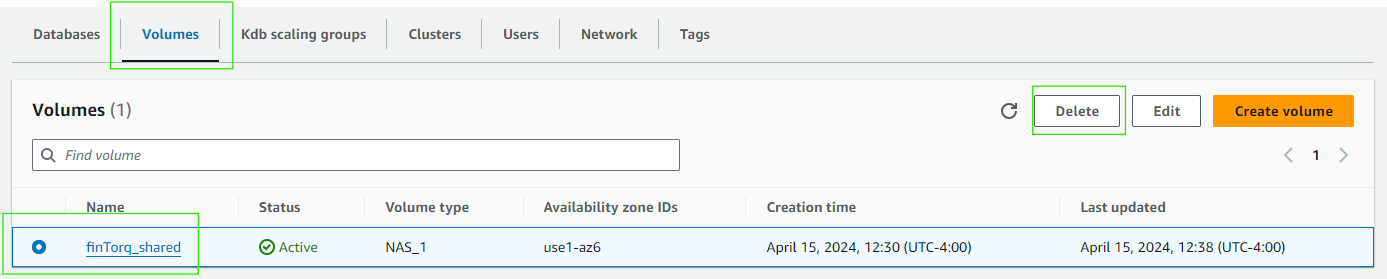 Databases Volumes Kdb scaling groups Clusters Users Network Tags
Volumes (1) Delete Edit Create volume
Find volume 1
Name Status Volume type Availability zone IDs Creation time Last updated
finTorq_shared Active NAS_1 use1-az6 April 15, 2024, 12:30 (UTC-4:00) April 15, 2024, 12:38 (UTC-4:00)